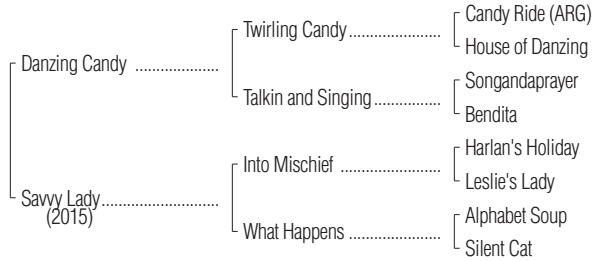 Candy Ride (ARG)
Twirling Candy....................
House of Danzing
Danzing Candy ..................
Songandaprayer
Talkin and Singing...............
Bendita
Harlan's Holiday
Into Mischief ......................
Leslie's Lady
Savvy Lady.........................
(2015)
Alphabet Soup
What Happens ....................
Silent Cat